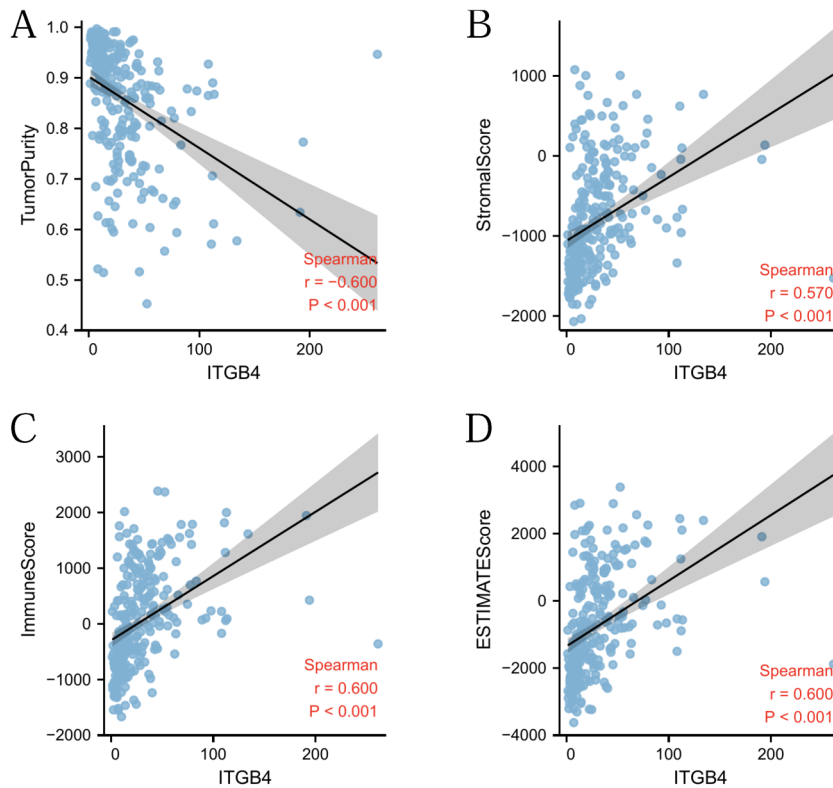 A
TumorPurity
1.0
0.9
0.8
0.7
0.6
0.5
0.4
Spearman
r = −0.600
P < 0.001
0 100 200
ITGB4
B
StromalScore
1000
0
−1000
−2000
Spearman
r = 0.570
P < 0.001
0 100 200
ITGB4
C
ImmuneScore
3000
2000
1000
0
−1000
−2000
Spearman
r = 0.600
P < 0.001
0 100 200
ITGB4
D
ESTIMATEScore
4000
2000
0
−2000
−4000
Spearman
r = 0.600
P < 0.001
0 100 200
ITGB4